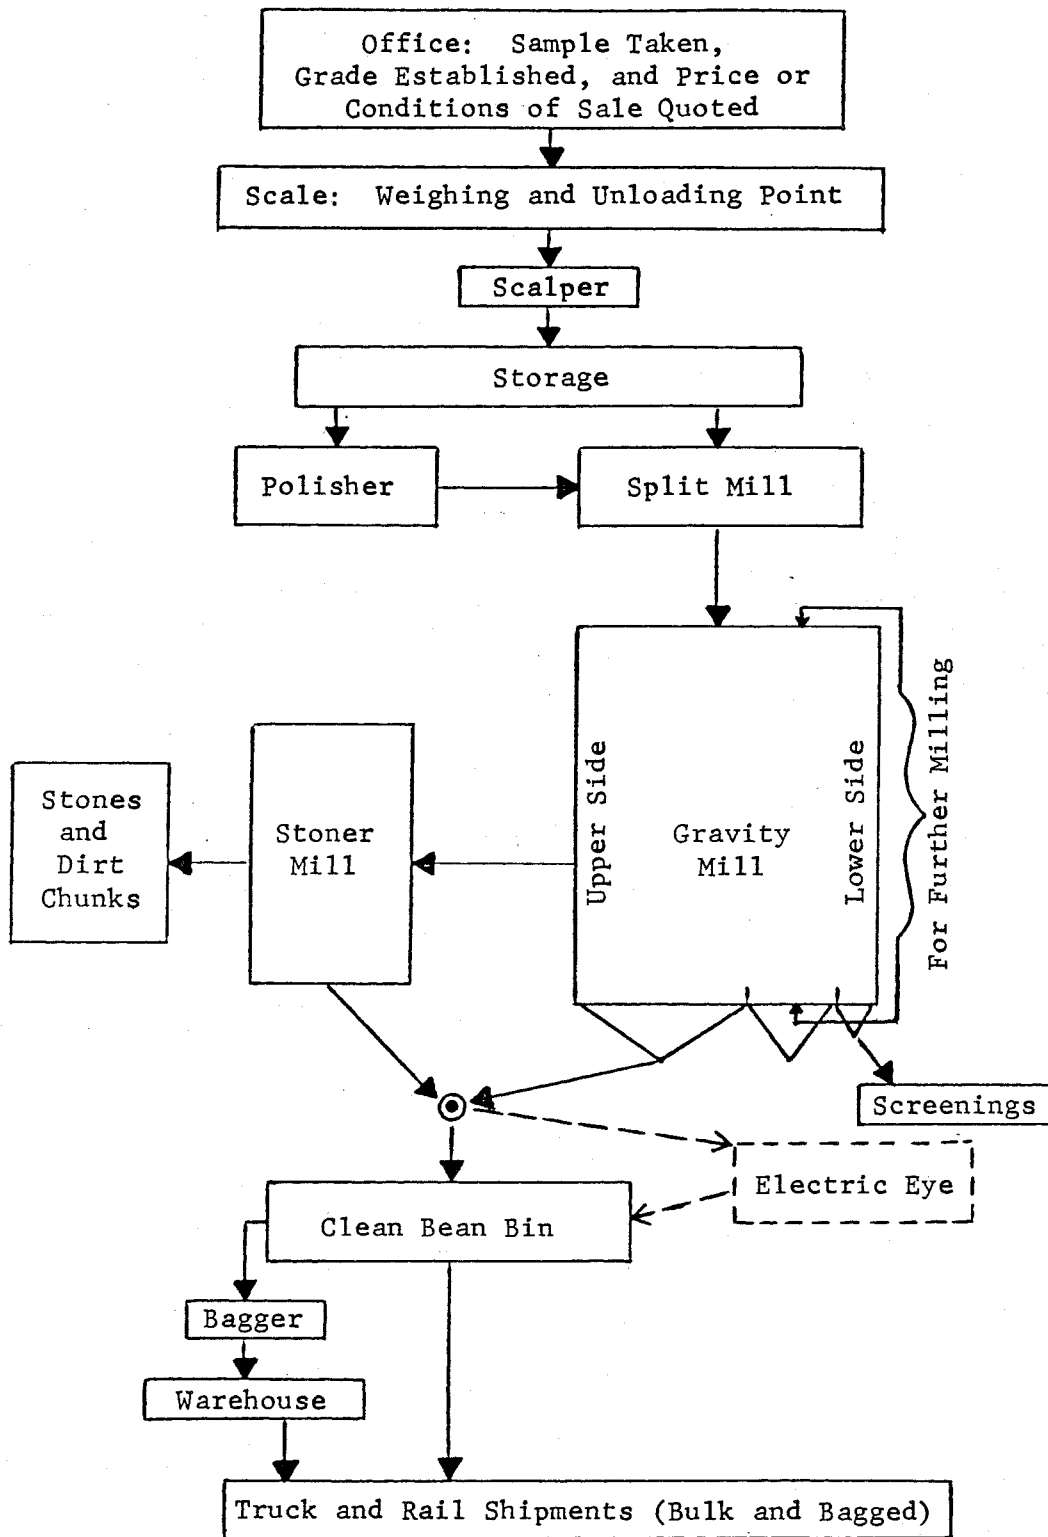 Office: Sample Taken,
Grade Established, and Price or
Conditions of Sale Quoted
Scale: Weighing and Unloading Point
Scalper
Storage
Polisher
Split Mill
Stones
and
Dirt
Chunks
Stoner
Mill
Upper Side
Gravity
Mill
Lower Side
For Further Milling
Screenings
Electric Eye
Clean Bean Bin
Bagger
Warehouse
Truck and Rail Shipments (Bulk and Bagged)